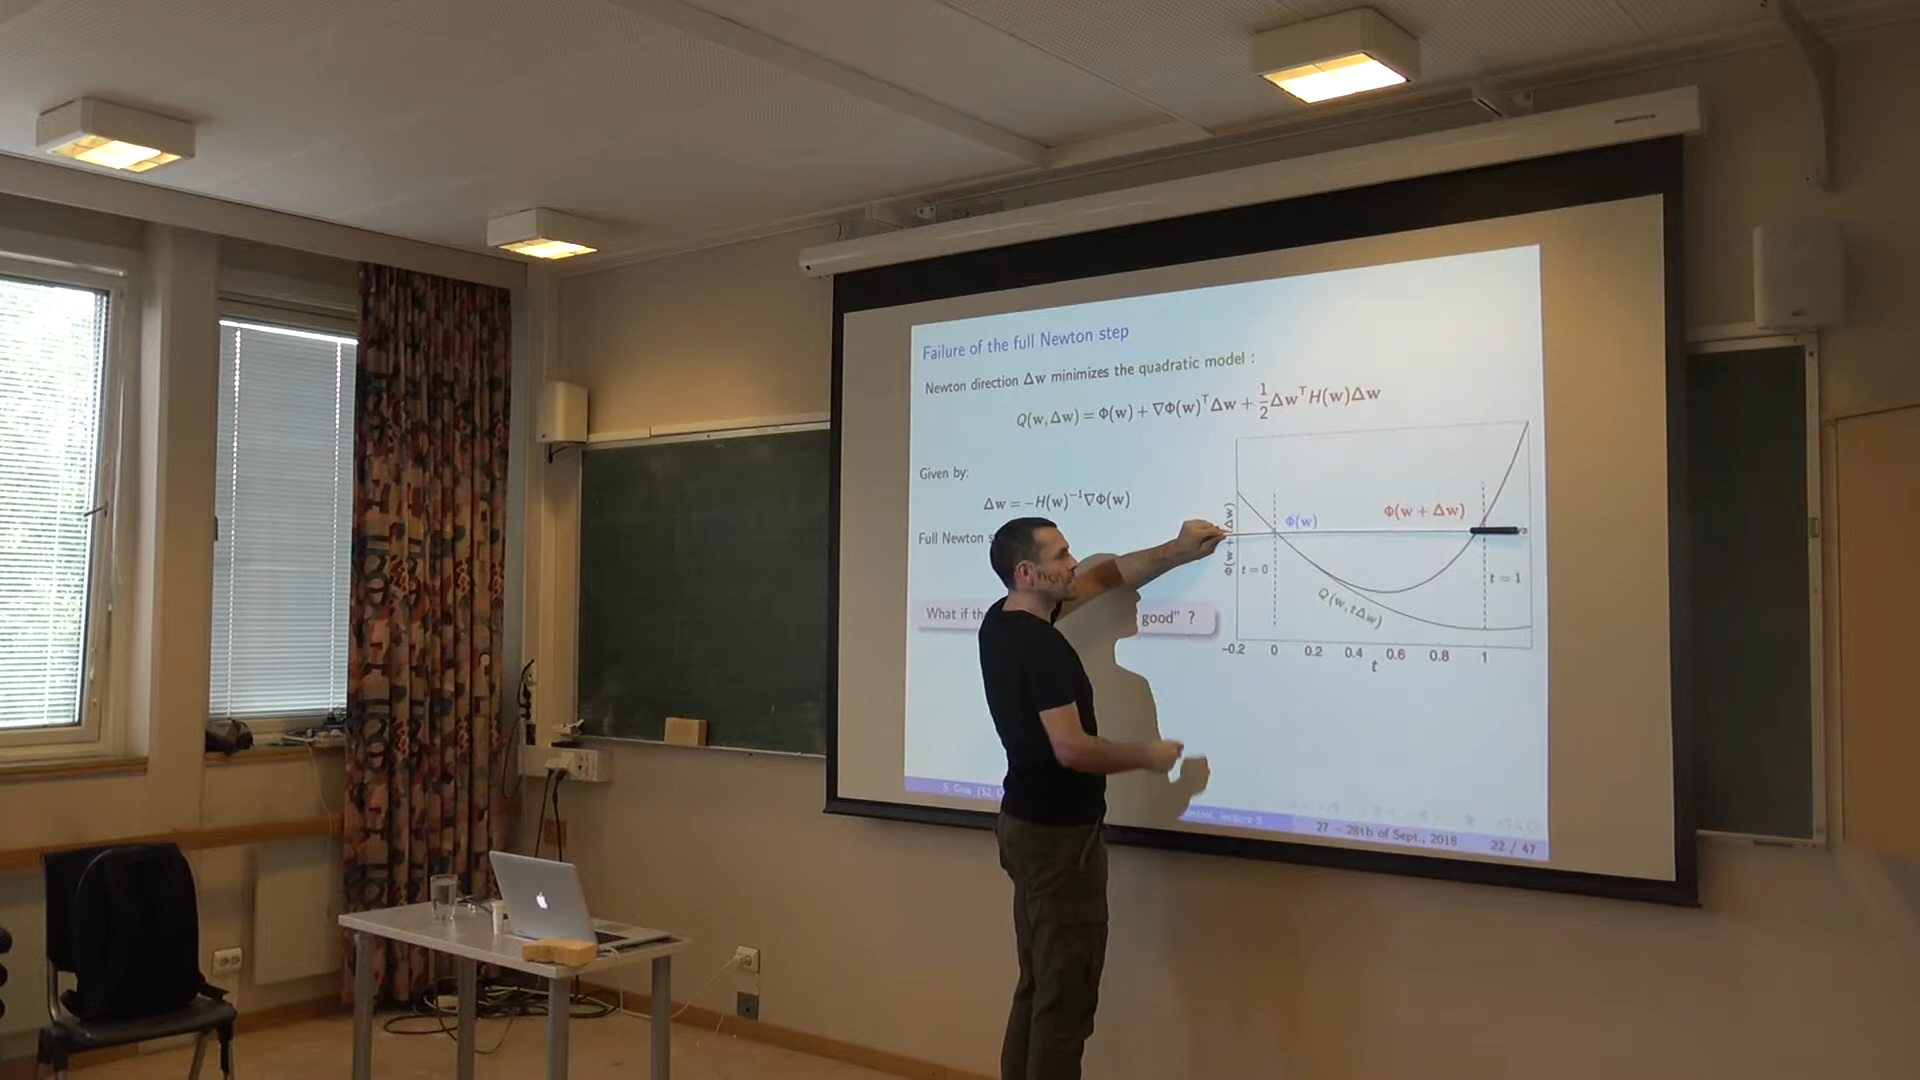 Failure of the full Newton step
Newton direction Δw minimizes the quadratic model :
Q(w, Δw) = Φ(w) + ∇Φ(w)ᵀΔw + ½ΔwᵀH(w)Δw
Given by:
Δw = −H(w)⁻¹∇Φ(w)
Full Newton
What if
good" ?
Φ(w)
Φ(w + Δw)
t = 0
t = 1
Q(w, tΔw)
−0.2 0 0.2 0.4 0.6 0.8 1
t
lecture 5
27 − 28th of Sept., 2018
22 / 47